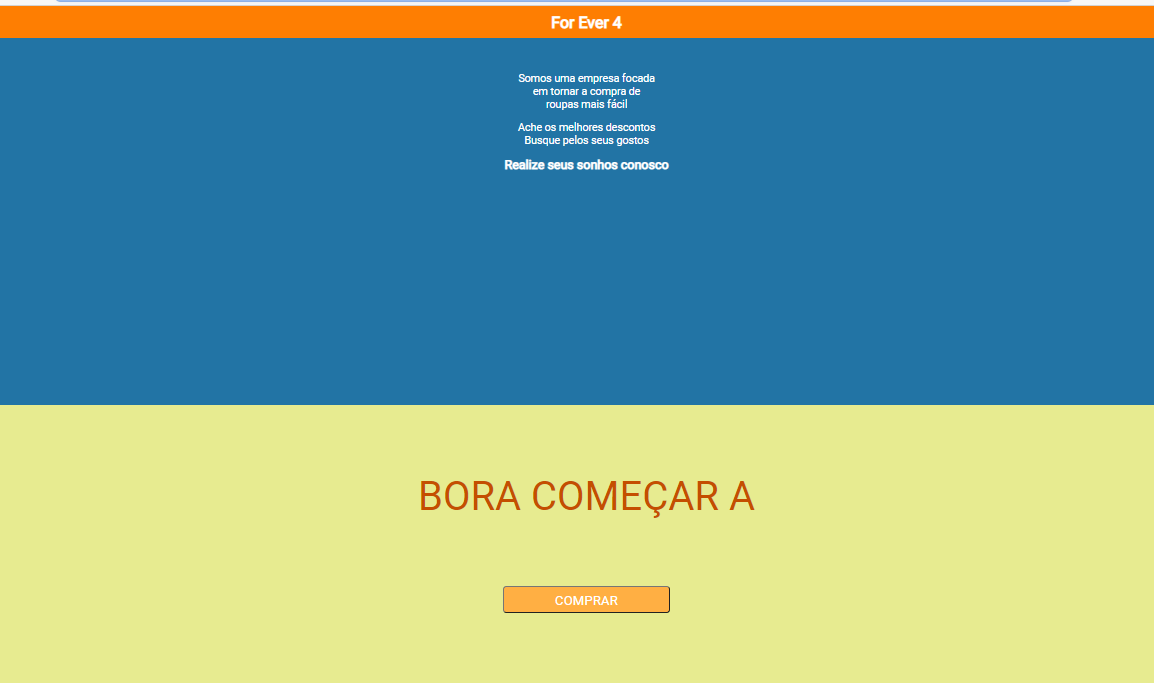 For Ever 4
Somos uma empresa focada
em tornar a compra de
roupas mais fácil
Ache os melhores descontos
Busque pelos seus gostos
Realize seus sonhos conosco
BORA COMEÇAR A
COMPRAR